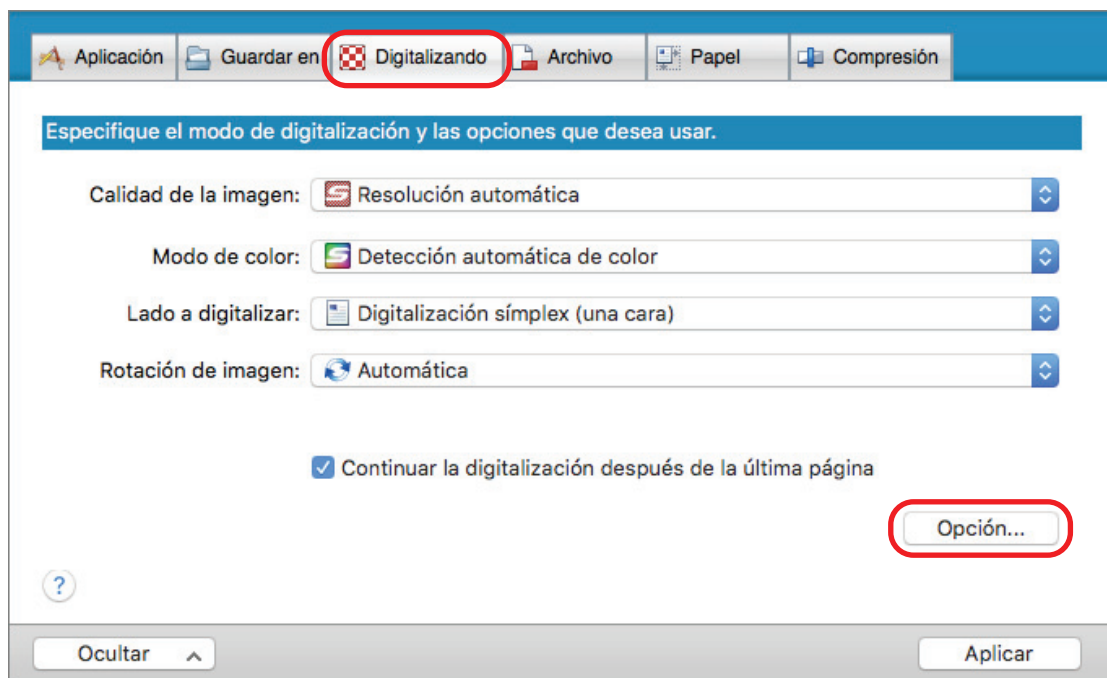 Aplicación Guardar en Digitalizando Archivo Papel Compresión
Especifique el modo de digitalización y las opciones que desea usar.
Calidad de la imagen: Resolución automática
Modo de color: Detección automática de color
Lado a digitalizar: Digitalización símplex (una cara)
Rotación de imagen: Automática
Continuar la digitalización después de la última página
Opción...
?
Ocultar Aplicar